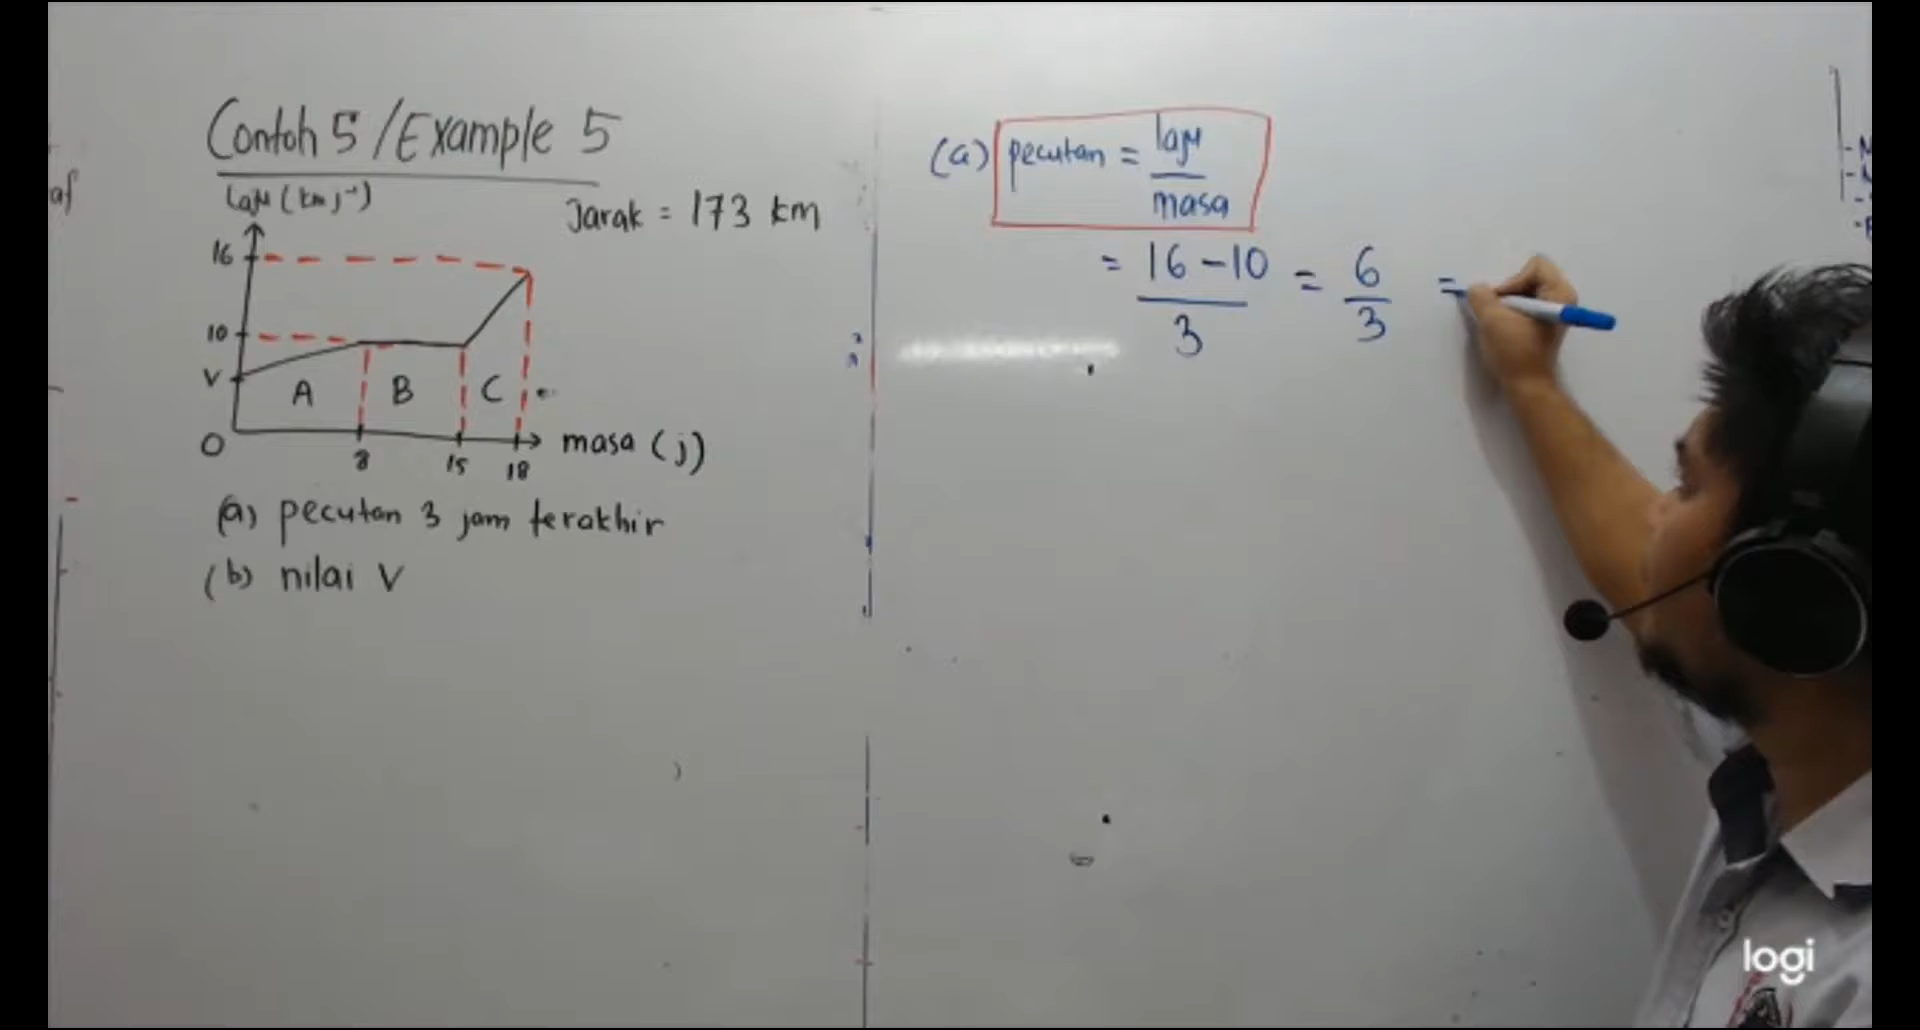 Contoh 5 / Example 5
Laju (km j⁻¹)
Jarak = 173 km
16
10
V
A
B
C
O
8
15
18
masa (j)
(a) pecutan 3 jam terakhir
(b) nilai V
(a) pecutan = laju / masa
= 16 - 10 / 3 = 6 / 3 =
af
logi